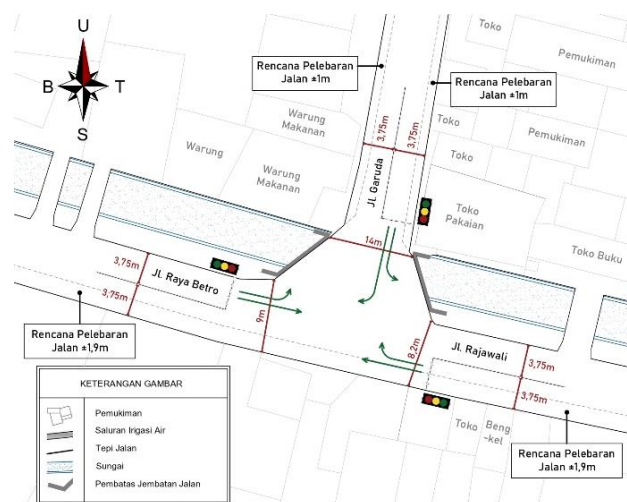 U
B
T
S
Rencana Pelebaran
Jalan ±1m
Rencana Pelebaran
Jalan ±1m
Toko
Toko
Pemukiman
Toko
Pemukiman
Toko
Toko
Pakaian
Toko Buku
Warung
Makanan
Warung
Warung
Makanan
3,75m
3,75m
Jl. Garuda
14m
3,75m
3,75m
Jl. Raya Betro
9m
8,2m
Jl. Rajawali
3,75m
3,75m
Rencana Pelebaran
Jalan ±1,9m
Toko
Beng
-kel
Rencana Pelebaran
Jalan ±1,9m
KETERANGAN GAMBAR
Pemukiman
Saluran Irigasi Air
Tepi Jalan
Sungai
Pembatas Jembatan Jalan